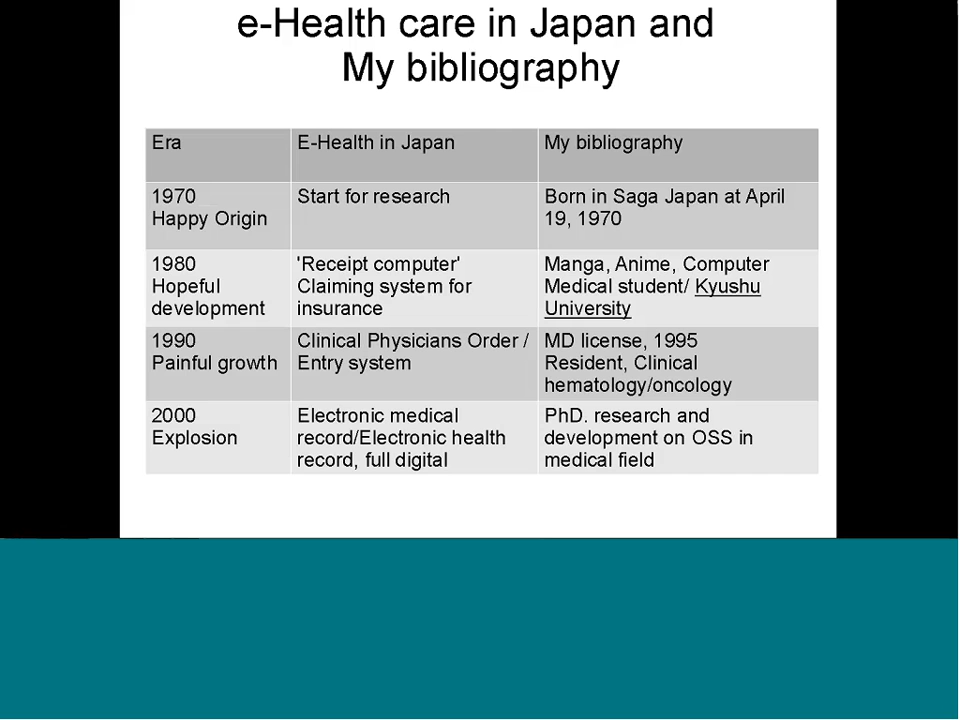 e-Health care in Japan and
My bibliography
Era
E-Health in Japan
My bibliography
1970
Happy Origin
Start for research
Born in Saga Japan at April
19, 1970
1980
Hopeful
development
'Receipt computer'
Claiming system for
insurance
Manga, Anime, Computer
Medical student/ Kyushu
University
1990
Painful growth
Clinical Physicians Order /
Entry system
MD license, 1995
Resident, Clinical
hematology/oncology
2000
Explosion
Electronic medical
record/Electronic health
record, full digital
PhD. research and
development on OSS in
medical field